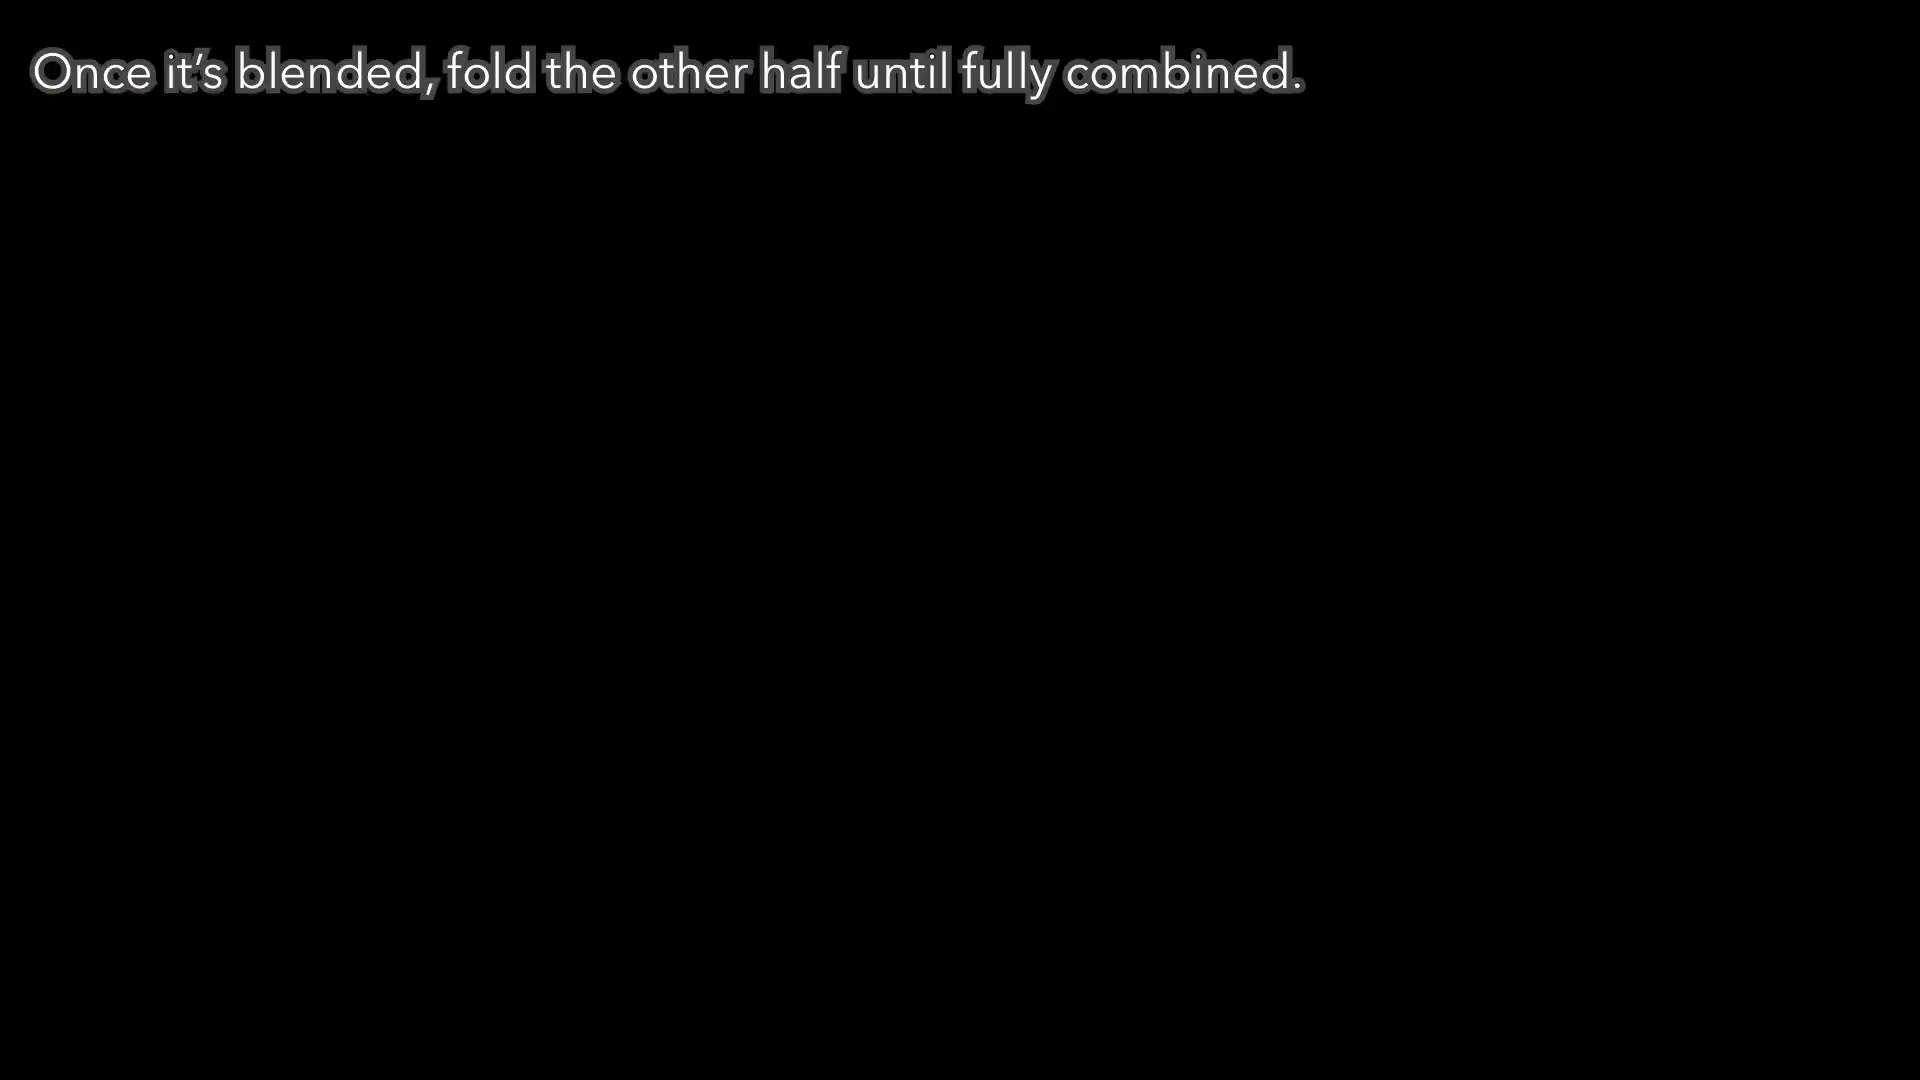 Once it’s blended, fold the other half until fully combined.